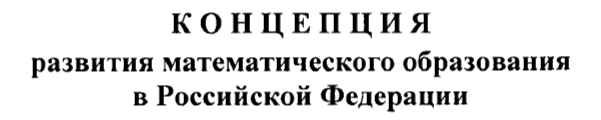 К О Н Ц Е П Ц И Я
развития математического образования
в Российской Федерации